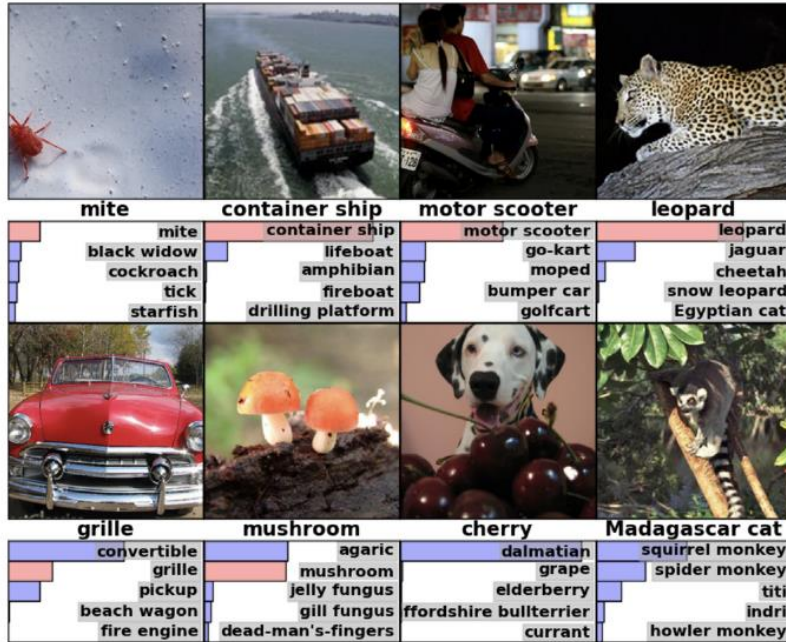 mite
container ship
motor scooter
leopard
mite
black widow
cockroach
tick
starfish
container ship
lifeboat
amphibian
fireboat
drilling platform
motor scooter
go-kart
moped
bumper car
golfcart
leopard
jaguar
cheetah
snow leopard
Egyptian cat
grille
mushroom
cherry
Madagascar cat
convertible
grille
pickup
beach wagon
fire engine
agaric
mushroom
jelly fungus
gill fungus
dead-man's-fingers
dalmatian
grape
elderberry
ffordshire bullterrier
currant
squirrel monkey
spider monkey
titi
indri
howler monkey